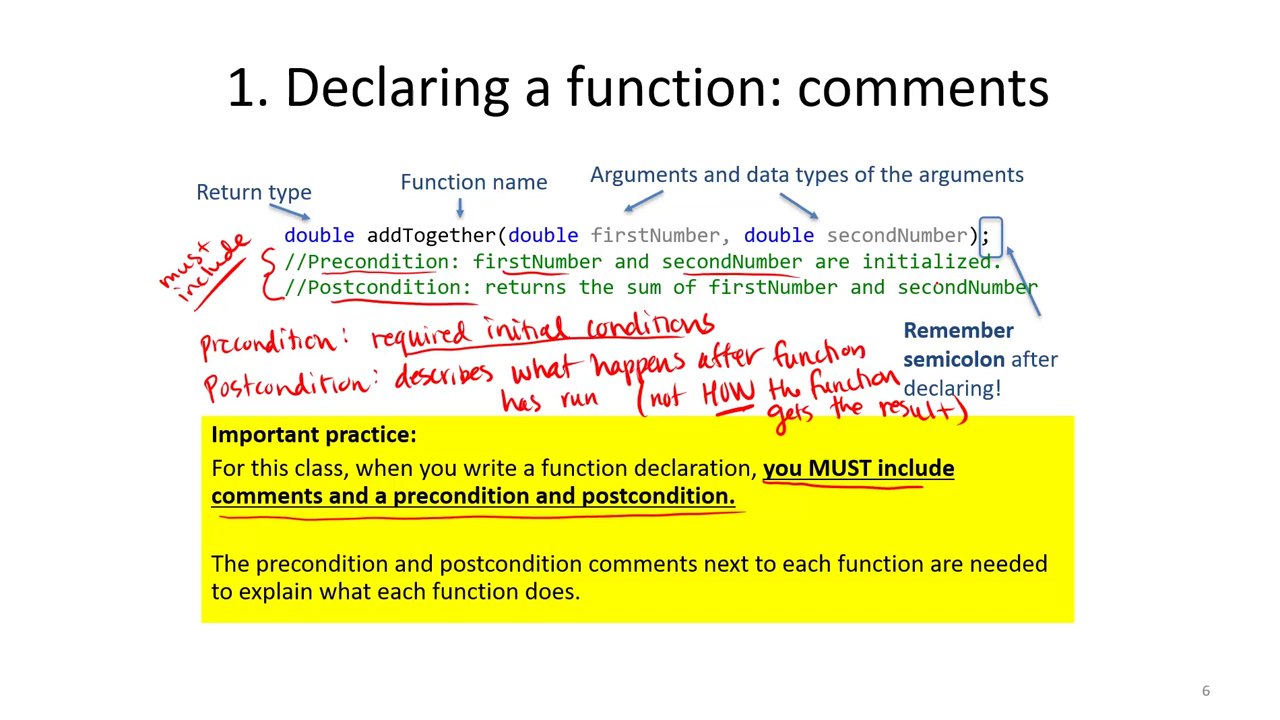 1. Declaring a function: comments
Return type
Function name
Arguments and data types of the arguments
double addTogether(double firstNumber, double secondNumber);
must include
//Precondition: firstNumber and secondNumber are initialized.
//Postcondition: returns the sum of firstNumber and secondNumber
Precondition: required initial conditions
Postcondition: describes what happens after function
has run (not HOW the function
gets the result)
Remember
semicolon after
declaring!
Important practice:
For this class, when you write a function declaration, you MUST include
comments and a precondition and postcondition.
The precondition and postcondition comments next to each function are needed
to explain what each function does.
6